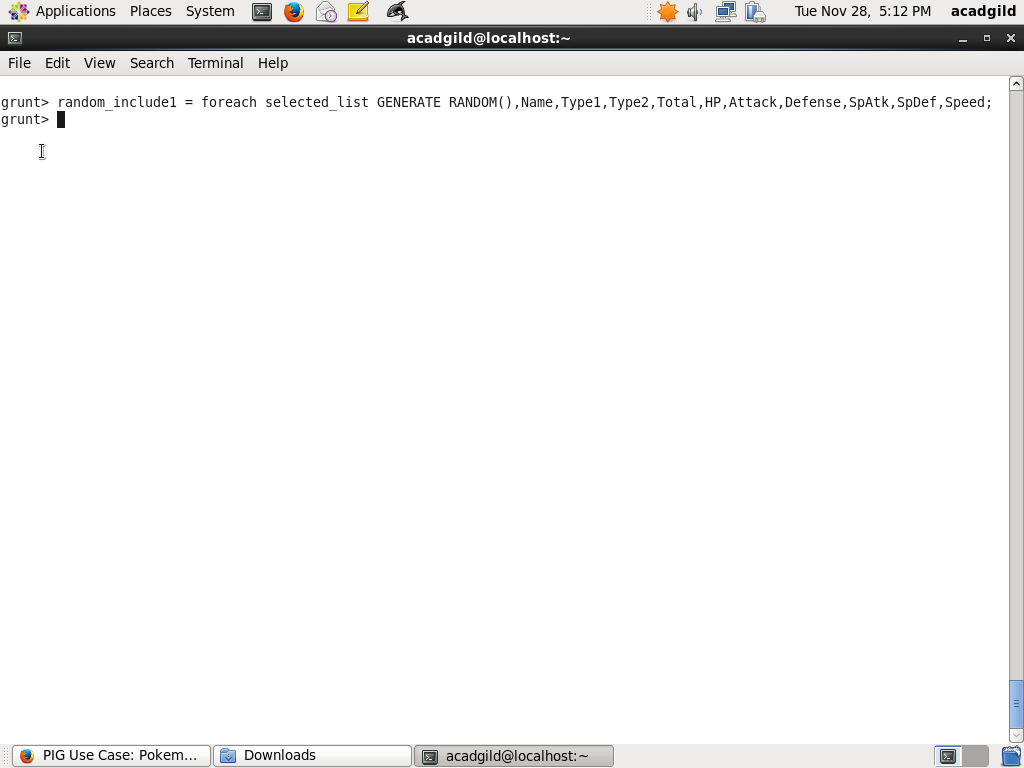 Applications Places System Tue Nov 28, 5:12 PM acadgild
acadgild@localhost:~
File Edit View Search Terminal Help
grunt> random_include1 = foreach selected_list GENERATE RANDOM(),Name,Type1,Type2,Total,HP,Attack,Defense,SpAtk,SpDef,Speed;
grunt>
PIG Use Case: Pokem... Downloads acadgild@localhost:~